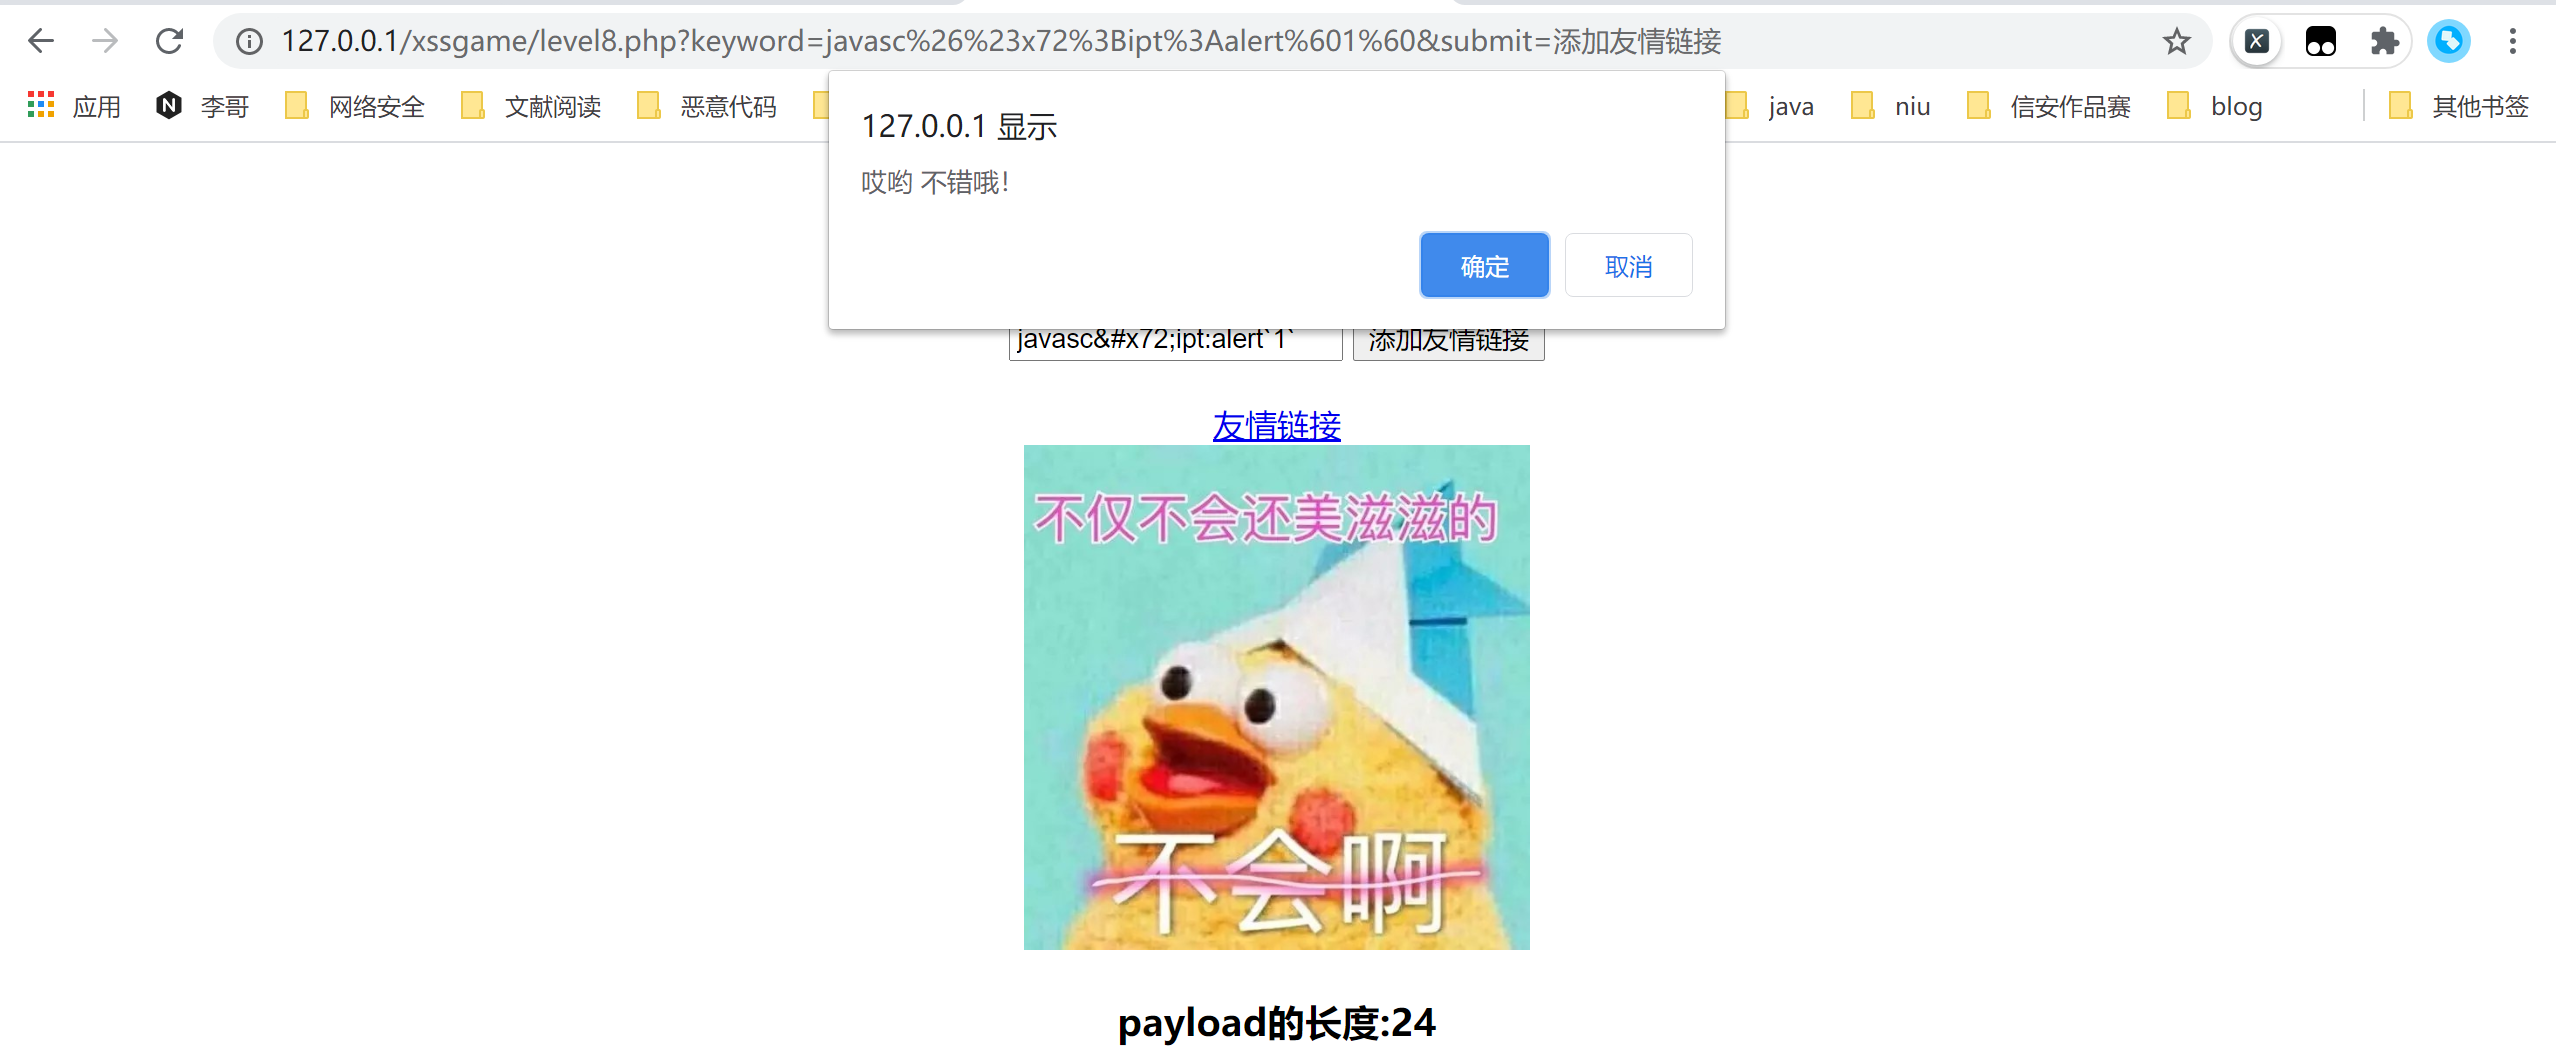 127.0.0.1/xssgame/level8.php?keyword=javasc%26%23x72%3Bipt%3Aalert%601%60&submit=添加友情链接
应用 李哥 网络安全 文献阅读 恶意代码 java niu 信安作品赛 blog 其他书签
127.0.0.1 显示
哎哟 不错哦！
确定 取消
javasc&#x72;ipt:alert`1` 添加友情链接
友情链接
不仅不会还美滋滋的
不会啊
payload的长度:24